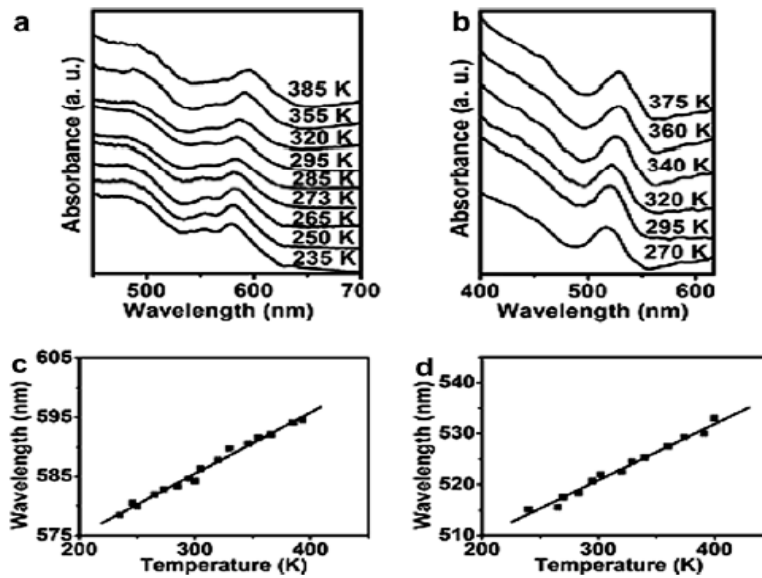 a
Absorbance (a. u.)
385 K
355 K
320 K
295 K
285 K
273 K
265 K
250 K
235 K
500 600 700
Wavelength (nm)
b
Absorbance (a. u.)
375 K
360 K
340 K
320 K
295 K
270 K
400 500 600
Wavelength (nm)
c
Wavelength (nm)
605
595
585
575
200 300 400
Temperature (K)
d
Wavelength (nm)
540
530
520
510
200 300 400
Temperature (K)